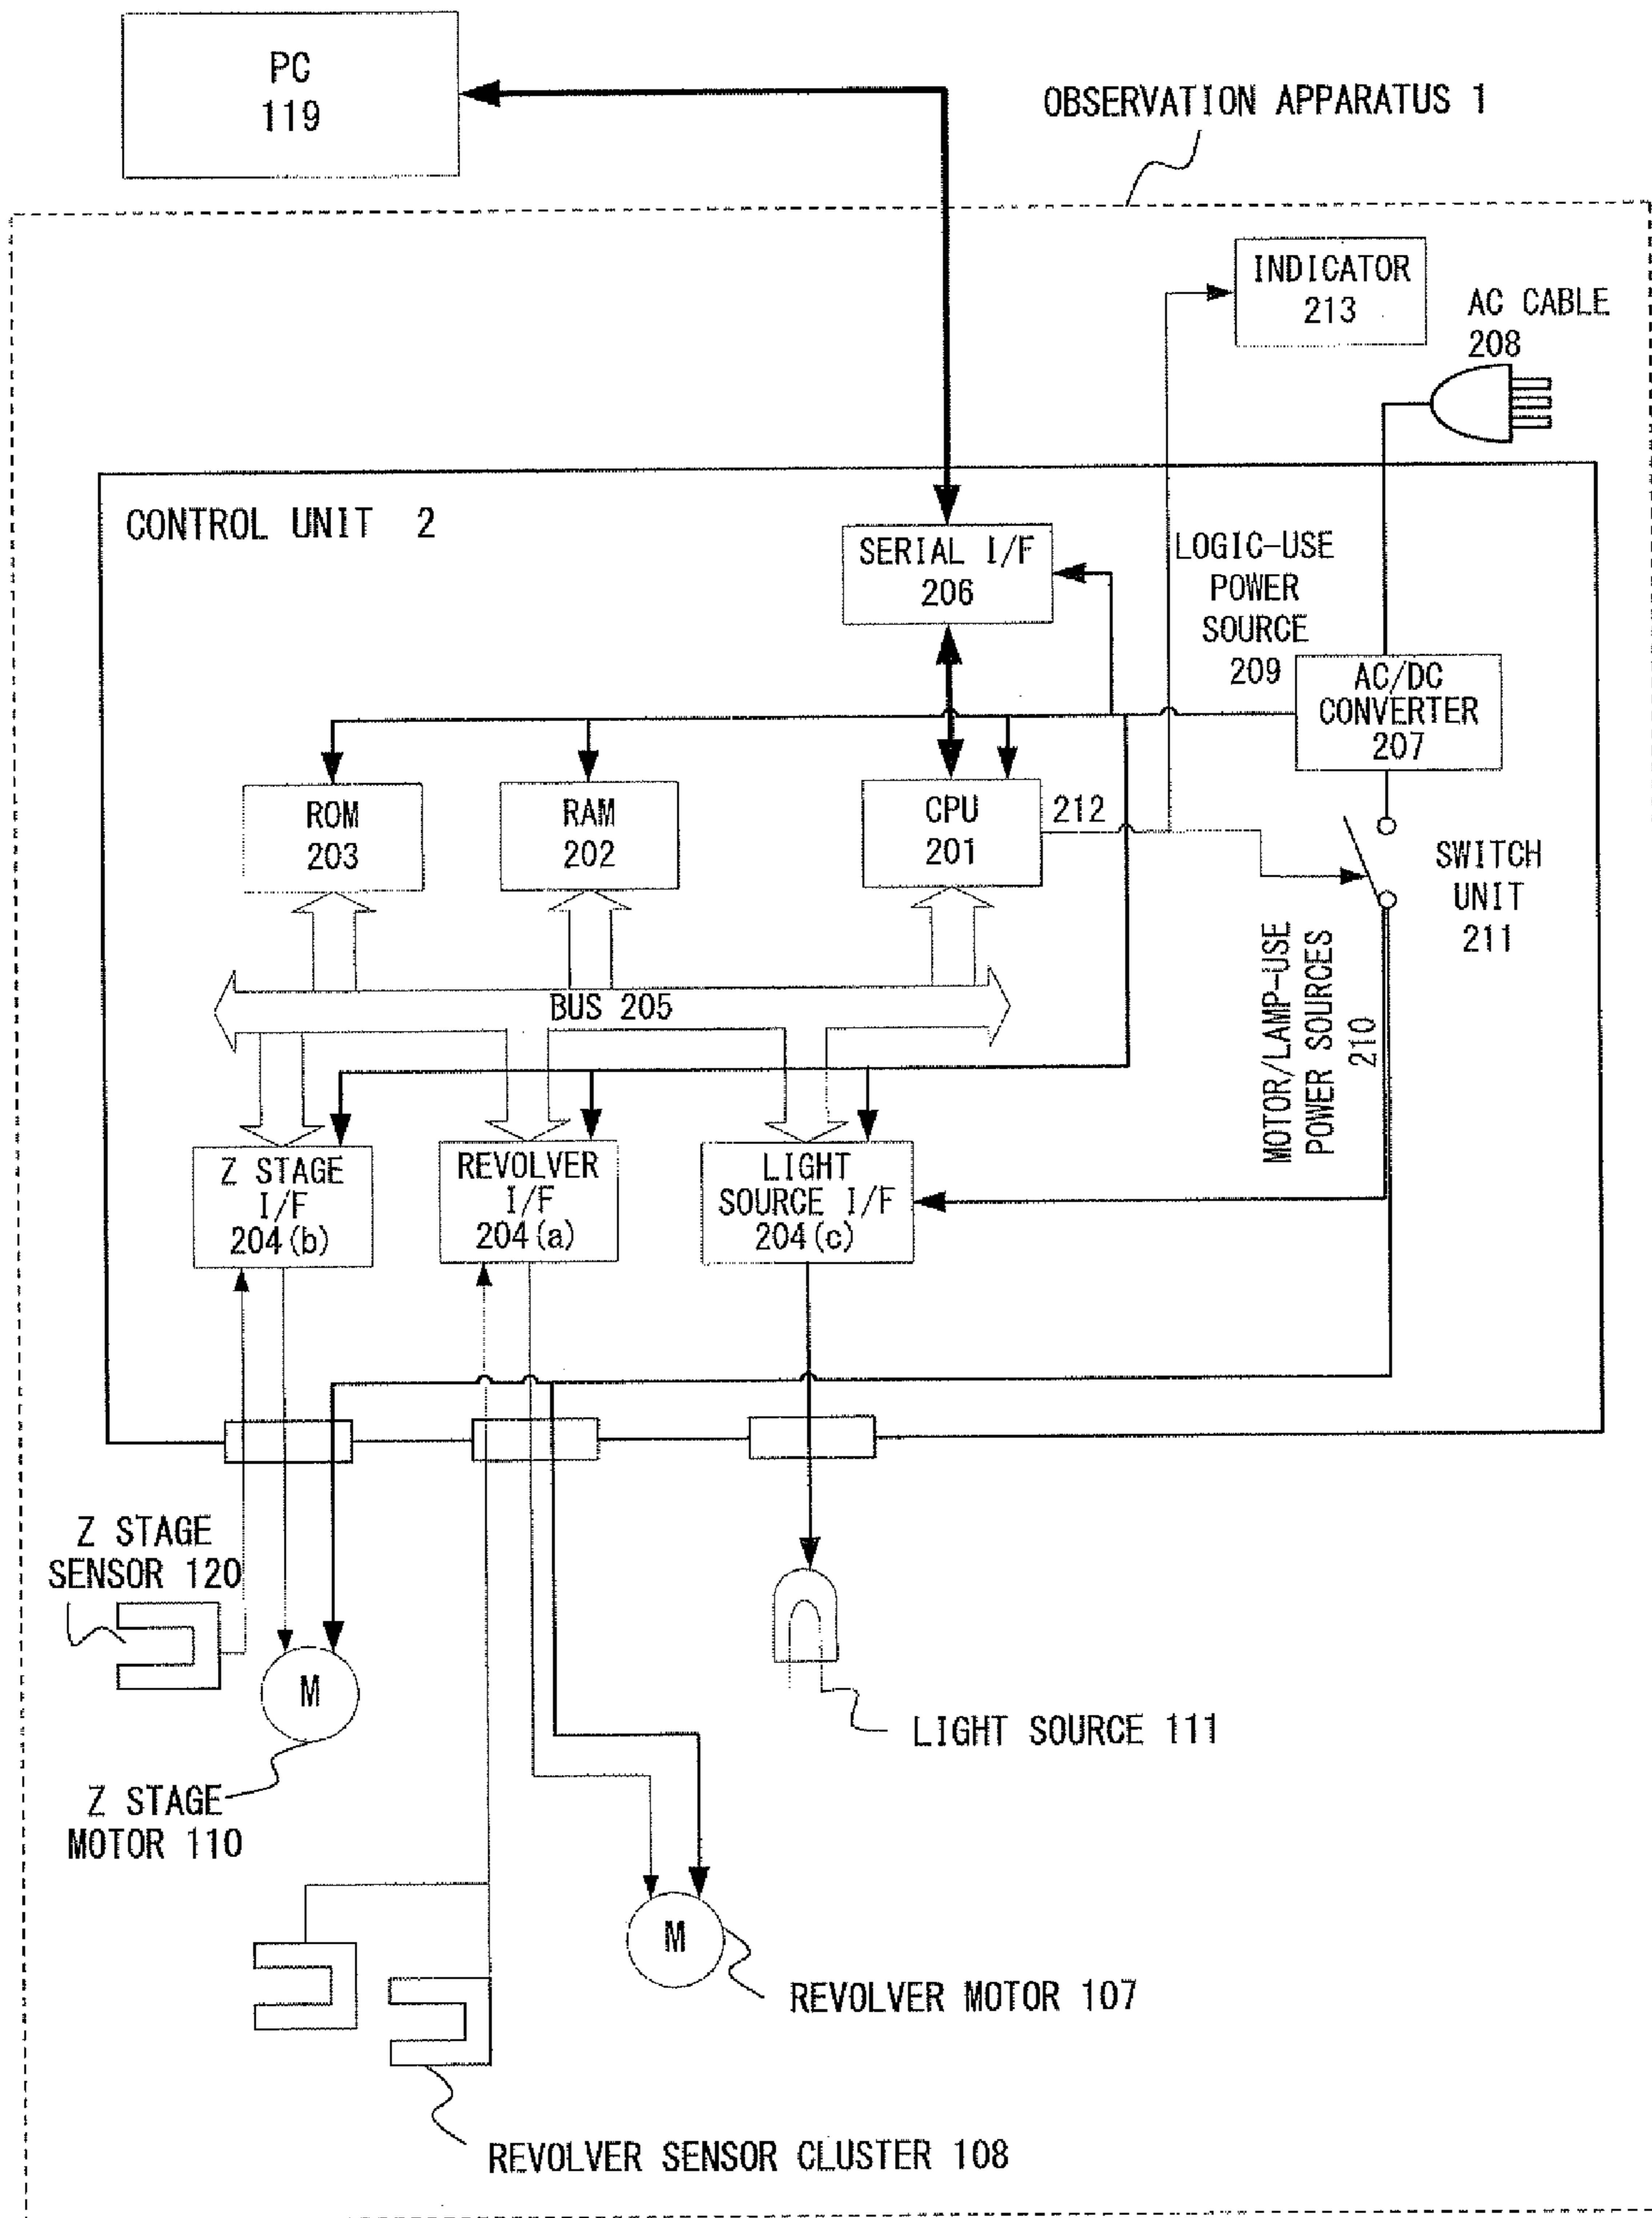 PC
119
OBSERVATION APPARATUS 1
INDICATOR
213
AC CABLE
208
CONTROL UNIT 2
SERIAL I/F
206
LOGIC-USE
POWER
SOURCE
209
AC/DC
CONVERTER
207
ROM
203
RAM
202
CPU
201
212
SWITCH
UNIT
211
BUS 205
MOTOR/LAMP-USE
POWER SOURCES
210
Z STAGE
I/F
204(b)
REVOLVER
I/F
204(a)
LIGHT
SOURCE I/F
204(c)
Z STAGE
SENSOR 120
M
LIGHT SOURCE 111
Z STAGE
MOTOR 110
M
REVOLVER MOTOR 107
REVOLVER SENSOR CLUSTER 108